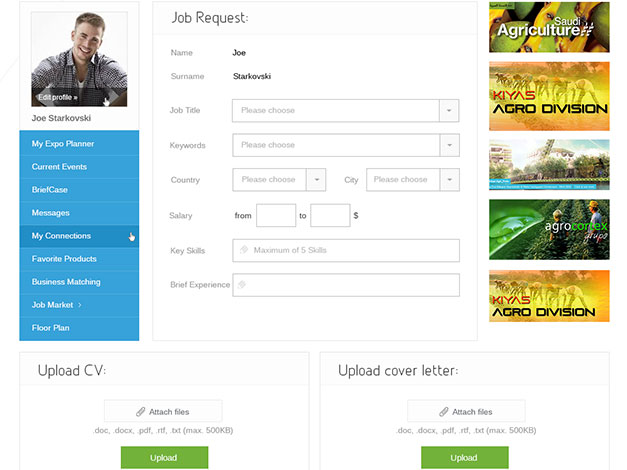 Edit profile »
Joe Starkovski
My Expo Planner
Current Events
BriefCase
Messages
My Connections
Favorite Products
Business Matching
Job Market ›
Floor Plan
Job Request:
Name Joe
Surname Starkovski
Job Title Please choose
Keywords Please choose
Country Please choose City Please choose
Salary from to $
Key Skills Maximum of 5 Skills
Brief Experience
Saudi
Agriculture
KIYAS
AGRO DIVISION
agrocomex
grupo
KIYAS
AGRO DIVISION
Upload CV:
Attach files
.doc, .docx, .pdf, .rtf, .txt (max. 500KB)
Upload
Upload cover letter:
Attach files
.doc, .docx, .pdf, .rtf, .txt (max. 500KB)
Upload